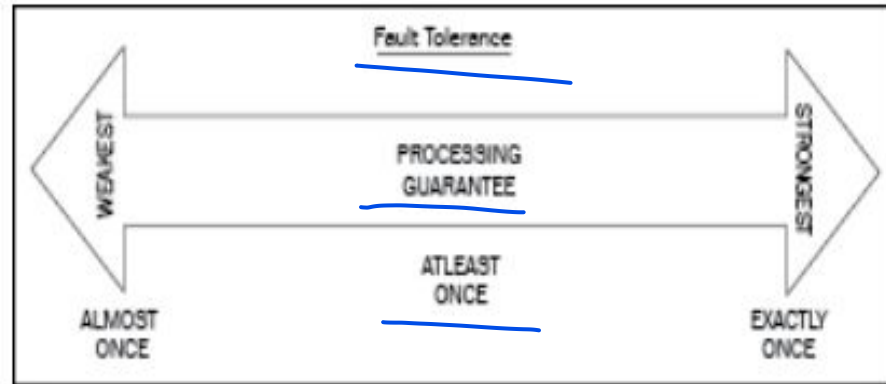 Fault Tolerance
WEAKEST
PROCESSING
GUARANTEE
STRONGEST
ATLEAST
ONCE
ALMOST
ONCE
EXACTLY
ONCE